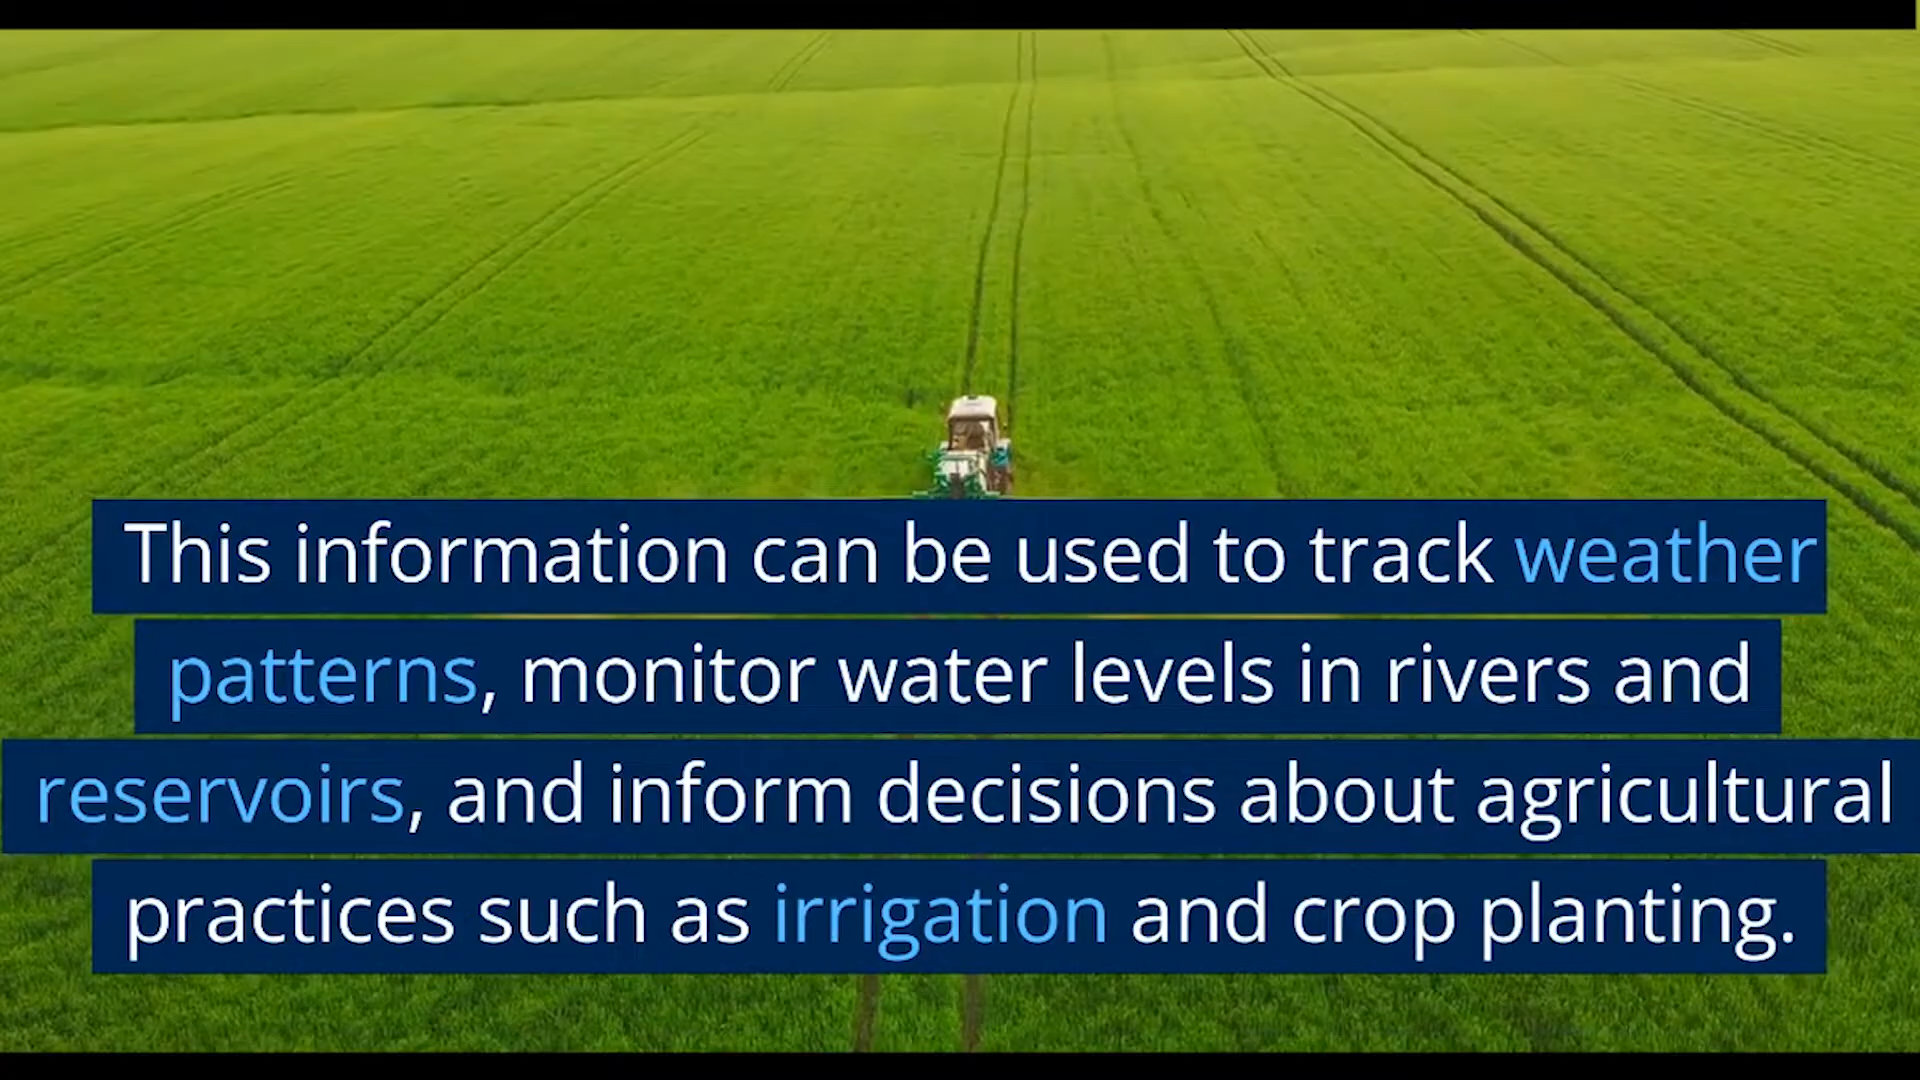 This information can be used to track weather
patterns, monitor water levels in rivers and
reservoirs, and inform decisions about agricultural
practices such as irrigation and crop planting.